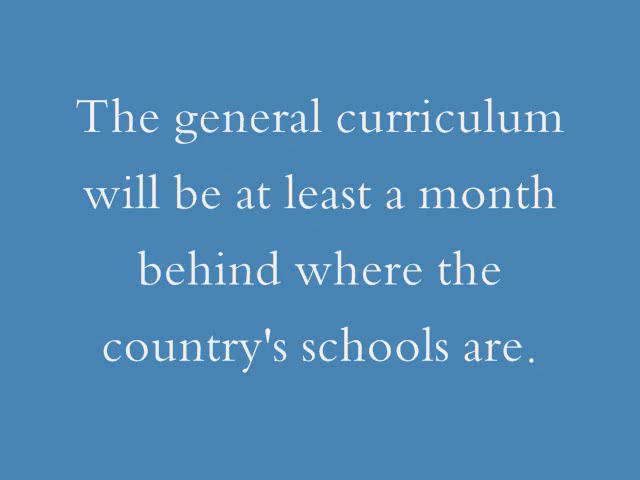 The general curriculum
will be at least a month
behind where the
country's schools are.